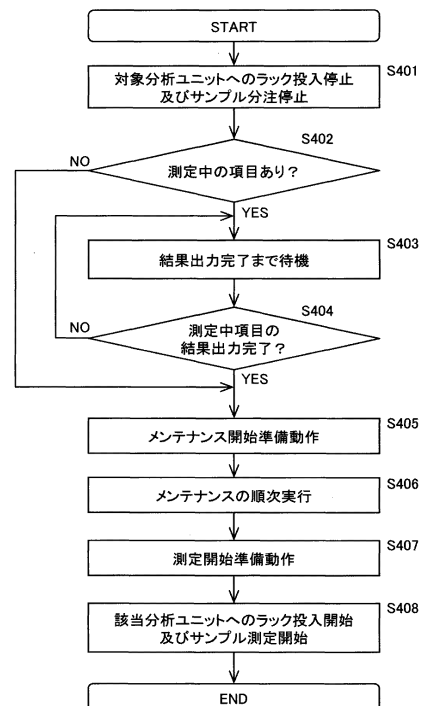 START
対象分析ユニットへのラック投入停止
及びサンプル分注停止
S401
S402
NO
測定中の項目あり?
YES
結果出力完了まで待機
S403
S404
NO
測定中項目の
結果出力完了?
YES
メンテナンス開始準備動作
S405
メンテナンスの順次実行
S406
測定開始準備動作
S407
該当分析ユニットへのラック投入開始
及びサンプル測定開始
S408
END